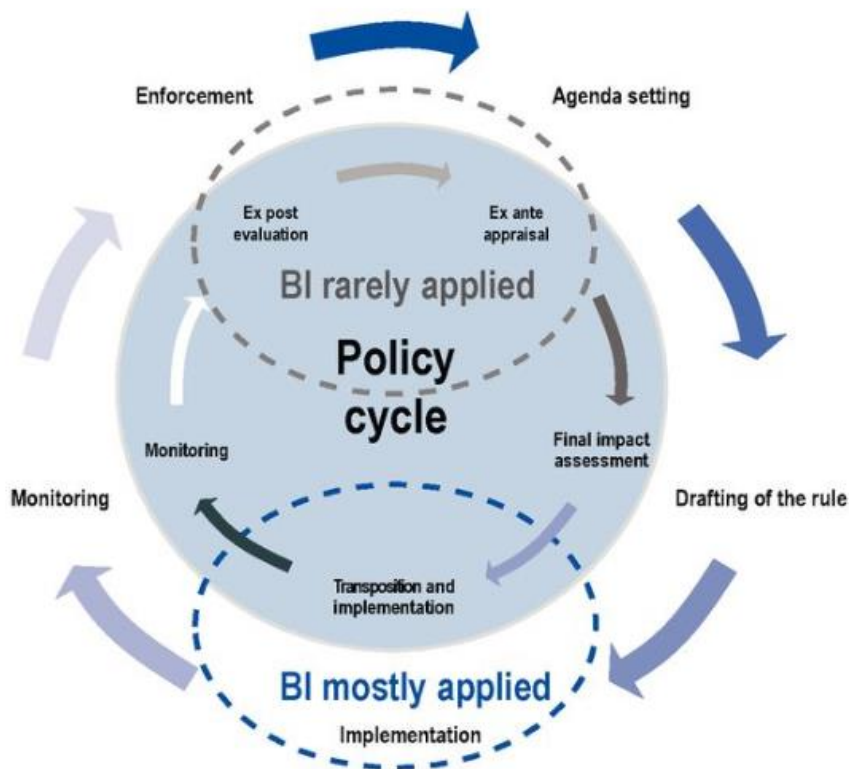 Enforcement
Agenda setting
Ex post
evaluation
Ex ante
appraisal
BI rarely applied
Policy
cycle
Monitoring
Final impact
assessment
Monitoring
Drafting of the rule
Transposition and
implementation
BI mostly applied
Implementation